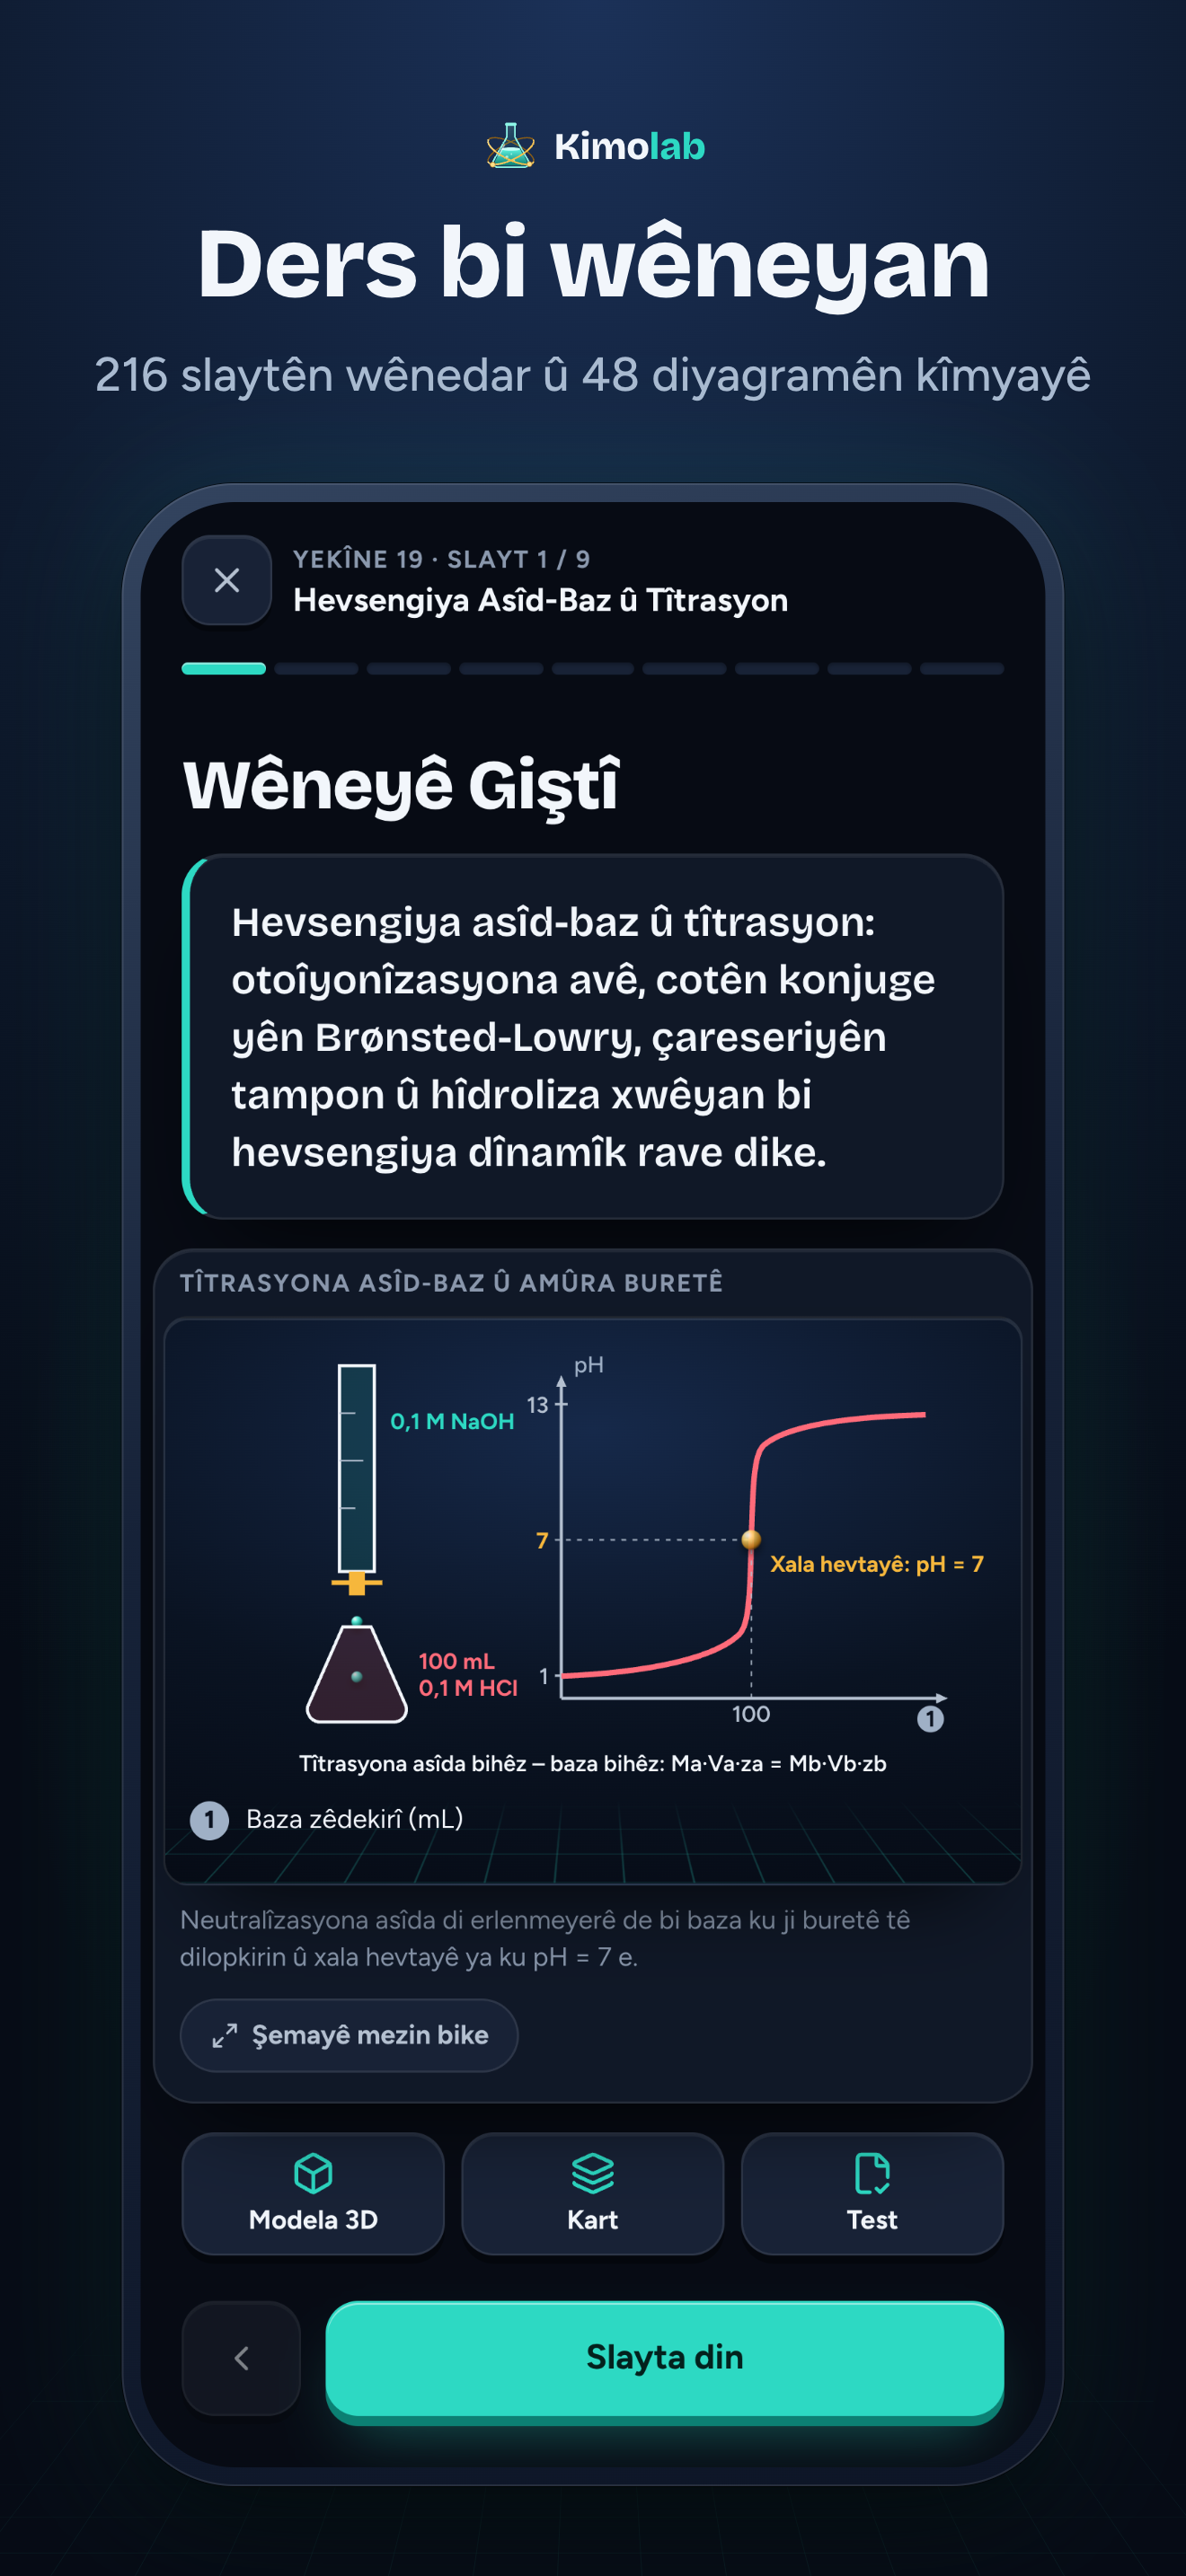 Kimolab
Ders bi wêneyan
216 slaytên wênedar û 48 diyagramên kîmyayê
YEKÎNE 19 · SLAYT 1 / 9
Hevsengiya Asîd-Baz û Tîtrasyon
Wêneyê Giştî
Hevsengiya asîd-baz û tîtrasyon:
otoîyonîzasyona avê, cotên konjuge
yên Brønsted-Lowry, çareseriyên
tampon û hîdroliza xwêyan bi
hevsengiya dînamîk rave dike.
TÎTRASYONA ASÎD-BAZ Û AMÛRA BURETÊ
pH
13
0,1 M NaOH
7
Xala hevtayê: pH = 7
100 mL
0,1 M HCl
1
100
1
Tîtrasyona asîda bihêz – baza bihêz: Ma·Va·za = Mb·Vb·zb
1 Baza zêdekirî (mL)
Neutralîzasyona asîda di erlenmeyerê de bi baza ku ji buretê tê
dilopkirin û xala hevtayê ya ku pH = 7 e.
Şemayê mezin bike
Modela 3D
Kart
Test
Slayta din